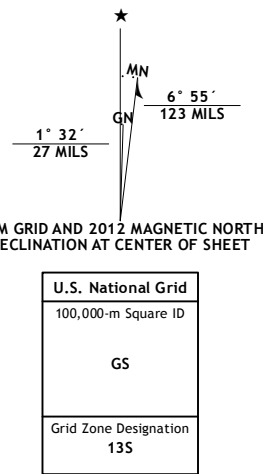 MN
GN
1° 32´
27 MILS
6° 55´
123 MILS
M GRID AND 2012 MAGNETIC NORTH
ECLINATION AT CENTER OF SHEET
U.S. National Grid
100,000-m Square ID
GS
Grid Zone Designation
13S